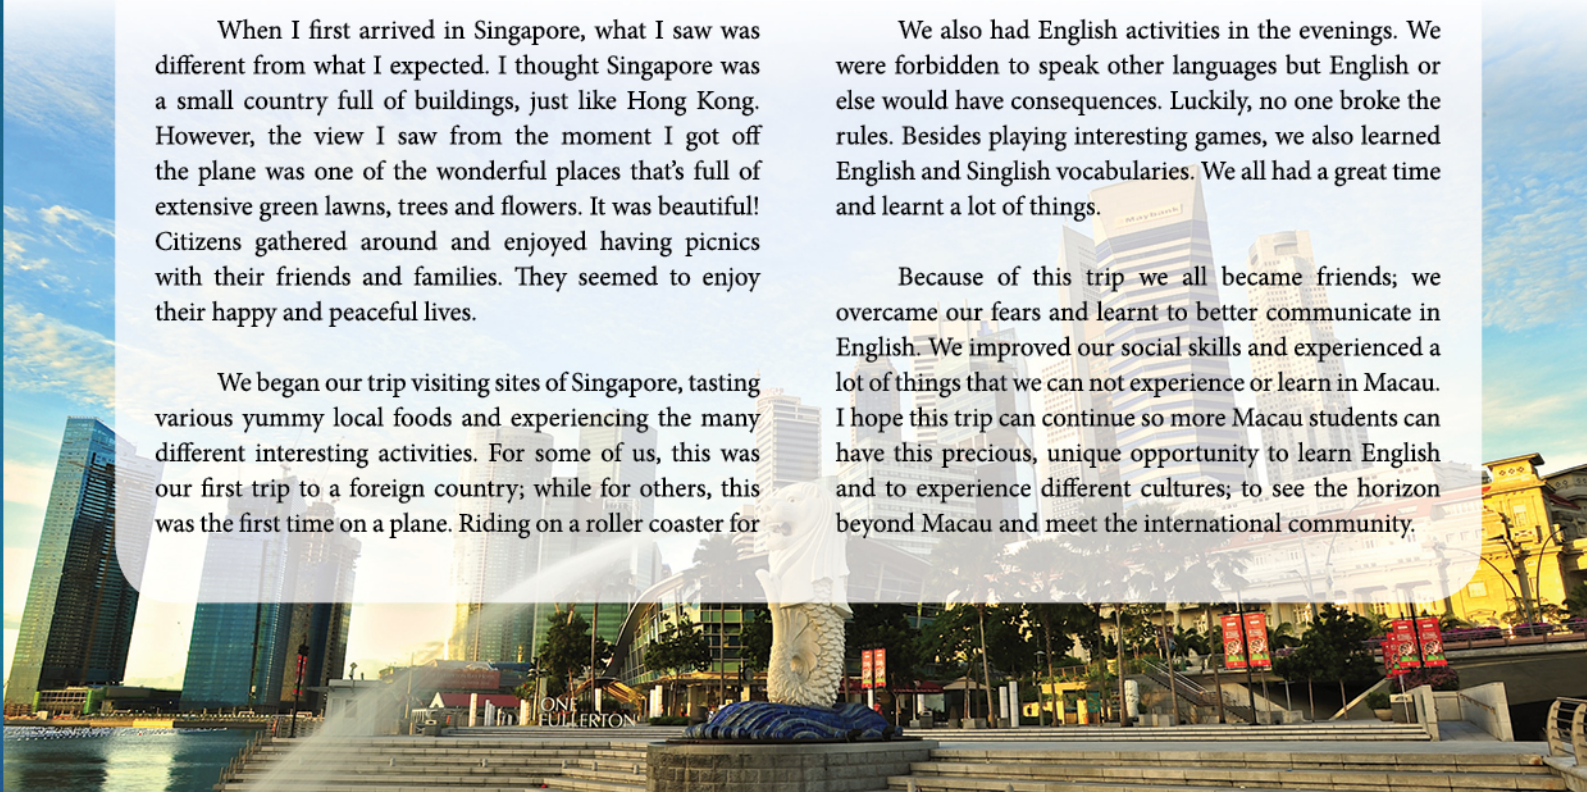 When I first arrived in Singapore, what I saw was
different from what I expected. I thought Singapore was
a small country full of buildings, just like Hong Kong.
However, the view I saw from the moment I got off
the plane was one of the wonderful places that's full of
extensive green lawns, trees and flowers. It was beautiful!
Citizens gathered around and enjoyed having picnics
with their friends and families. They seemed to enjoy
their happy and peaceful lives.
We began our trip visiting sites of Singapore, tasting
various yummy local foods and experiencing the many
different interesting activities. For some of us, this was
our first trip to a foreign country; while for others, this
was the first time on a plane. Riding on a roller coaster for
We also had English activities in the evenings. We
were forbidden to speak other languages but English or
else would have consequences. Luckily, no one broke the
rules. Besides playing interesting games, we also learned
English and Singlish vocabularies. We all had a great time
and learnt a lot of things.
Because of this trip we all became friends; we
overcame our fears and learnt to better communicate in
English. We improved our social skills and experienced a
lot of things that we can not experience or learn in Macau.
I hope this trip can continue so more Macau students can
have this precious, unique opportunity to learn English
and to experience different cultures; to see the horizon
beyond Macau and meet the international community.
Maybank
ONE
FULLERTON